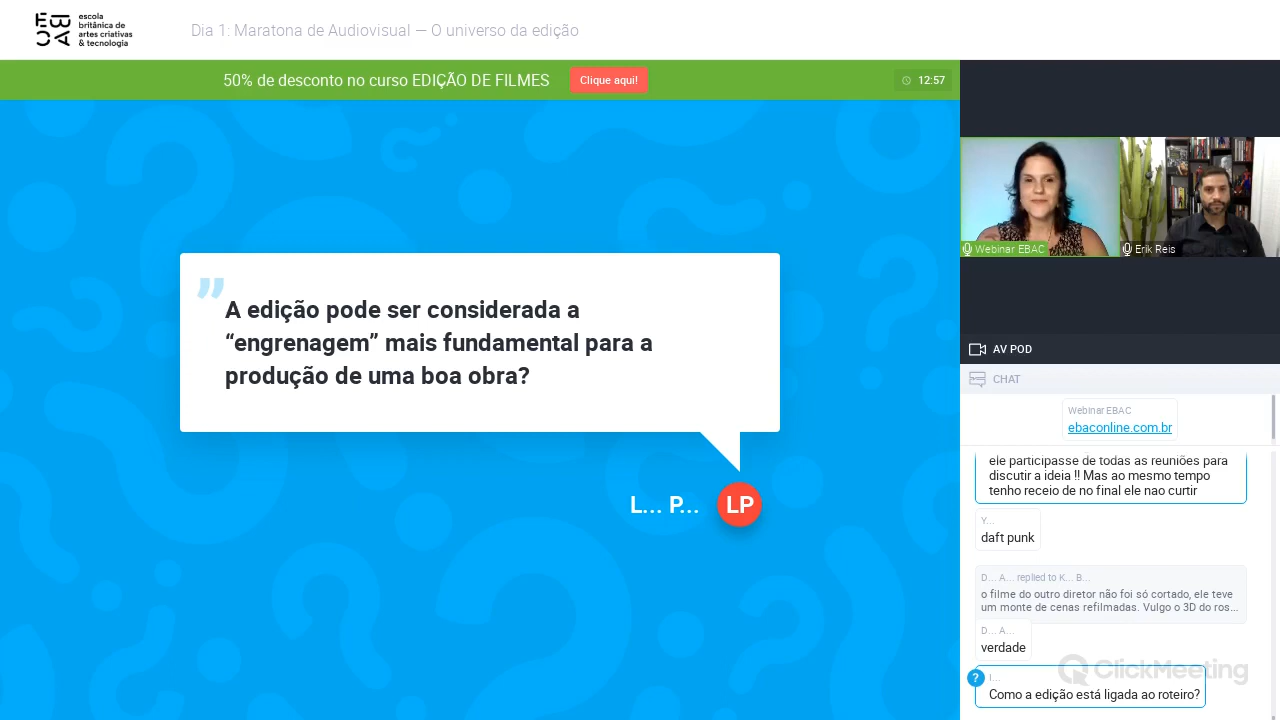 escola
britânica de
artes criativas
& tecnologia
EBAC
Dia 1: Maratona de Audiovisual — O universo da edição
50% de desconto no curso EDIÇÃO DE FILMES
Clique aqui!
12:57
”
A edição pode ser considerada a
“engrenagem” mais fundamental para a
produção de uma boa obra?
L... P...
LP
Webinar EBAC
Erik Reis
AV POD
CHAT
Webinar EBAC
ebaconline.com.br
ele participasse de todas as reuniões para
discutir a ideia !! Mas ao mesmo tempo
tenho receio de no final ele nao curtir
Y...
daft punk
D... A... replied to K... B...
o filme do outro diretor não foi só cortado, ele teve
um monte de cenas refilmadas. Vulgo o 3D do ros...
D... A...
verdade
ClickMeeting
?
I...
Como a edição está ligada ao roteiro?